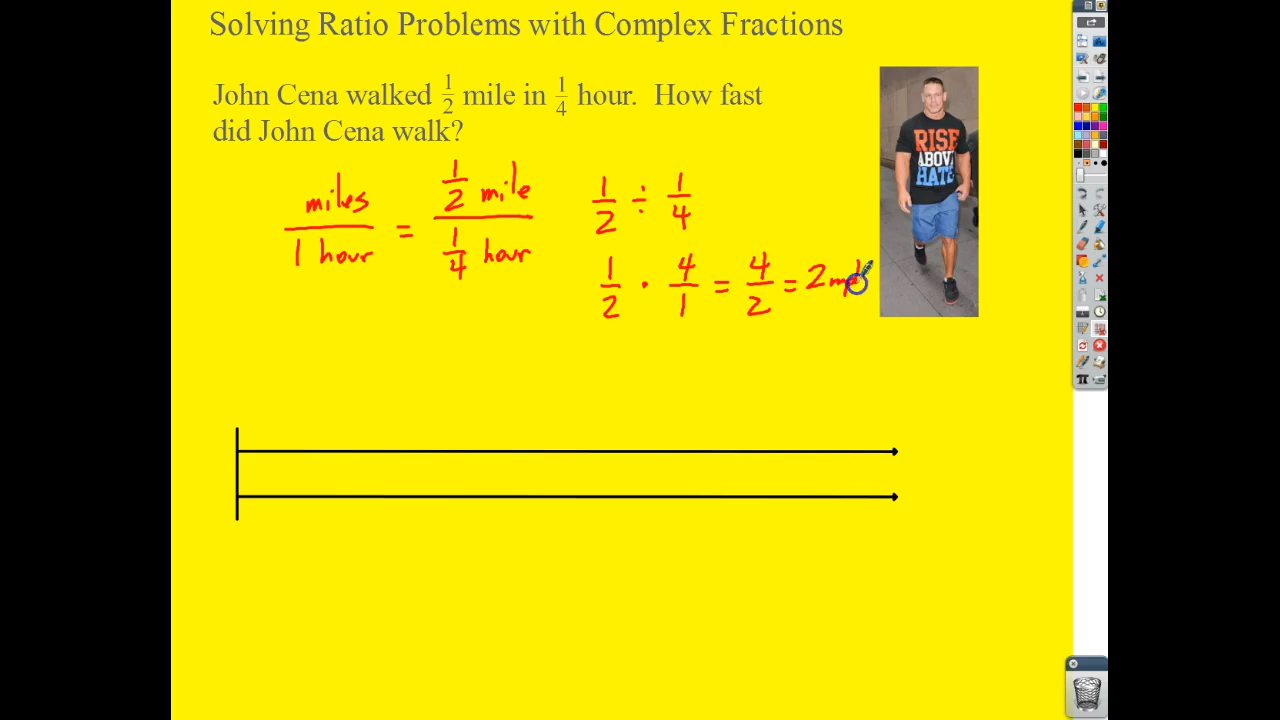 Solving Ratio Problems with Complex Fractions
John Cena walked 1/2 mile in 1/4 hour. How fast
did John Cena walk?
miles / 1 hour = 1/2 mile / 1/4 hour
1/2 ÷ 1/4
1/2 · 4/1 = 4/2 = 2 mph
RISE
ABOVE
HATE